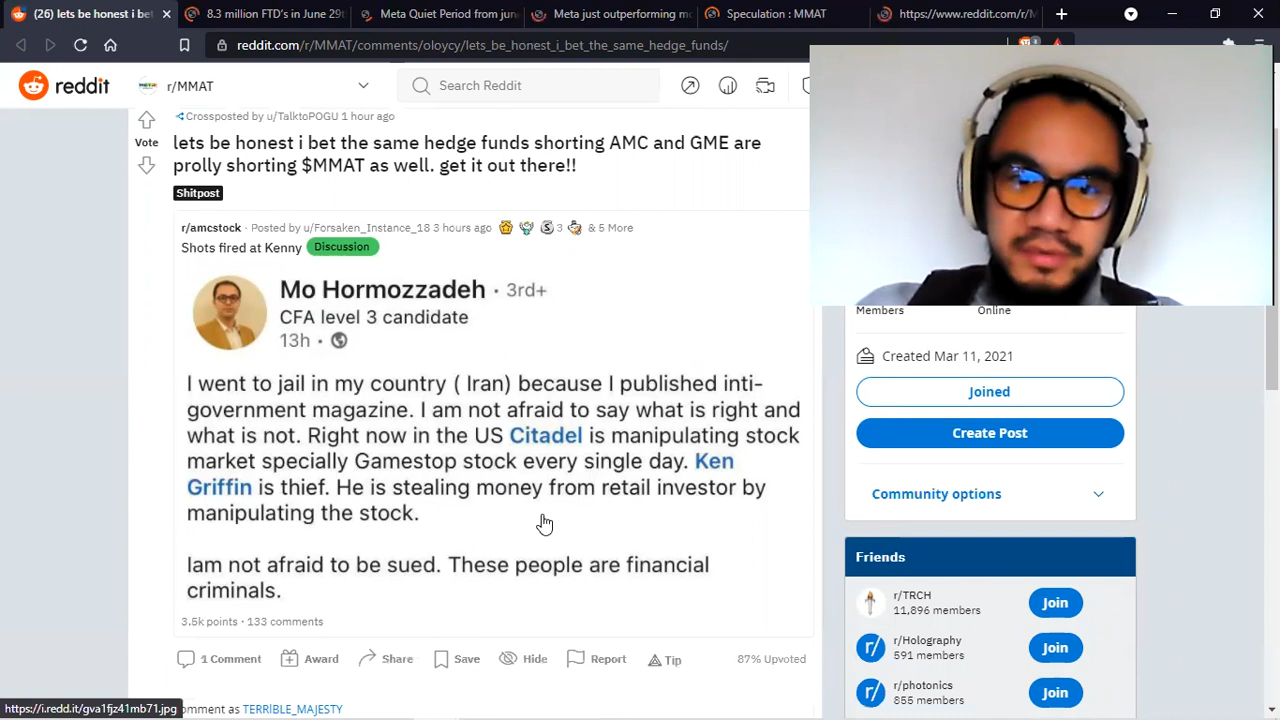 (26) lets be honest i bet
8.3 million FTD's in June 29t
Meta Quiet Period from june
Meta just outperforming mo
Speculation : MMAT
https://www.reddit.com/r/M
reddit.com/r/MMAT/comments/oloycy/lets_be_honest_i_bet_the_same_hedge_funds/
reddit
r/MMAT
Search Reddit
Crossposted by u/TalktoPOGU 1 hour ago
Vote
lets be honest i bet the same hedge funds shorting AMC and GME are
prolly shorting $MMAT as well. get it out there!!
Shitpost
r/amcstock · Posted by u/Forsaken_Instance_18 3 hours ago 3 & 5 More
Shots fired at Kenny Discussion
Mo Hormozzadeh · 3rd+
CFA level 3 candidate
13h ·
I went to jail in my country ( Iran) because I published inti-
government magazine. I am not afraid to say what is right and
what is not. Right now in the US Citadel is manipulating stock
market specially Gamestop stock every single day. Ken
Griffin is thief. He is stealing money from retail investor by
manipulating the stock.
Iam not afraid to be sued. These people are financial
criminals.
3.5k points · 133 comments
1 Comment
Award
Share
Save
Hide
Report
Tip
87% Upvoted
omment as TERRIBLE_MAJESTY
https://i.redd.it/gva1fjz41mb71.jpg
Members
Online
Created Mar 11, 2021
Joined
Create Post
Community options
Friends
r/TRCH
11,896 members
Join
r/Holography
591 members
Join
r/photonics
855 members
Join